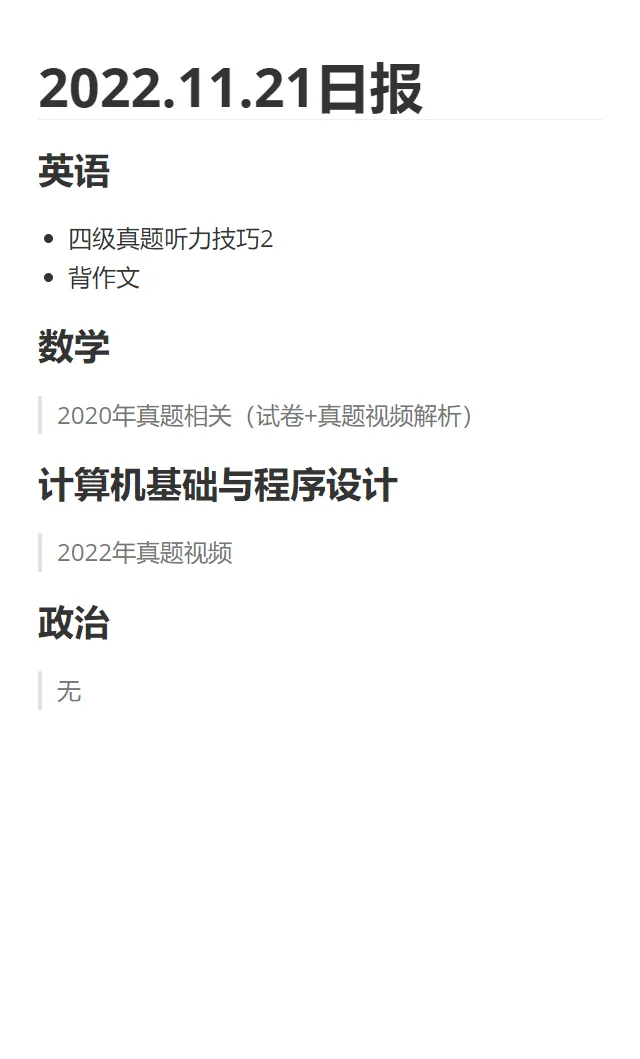 2022.11.21日报
英语
四级真题听力技巧2
背作文
数学
2020年真题相关（试卷+真题视频解析）
计算机基础与程序设计
2022年真题视频
政治
无